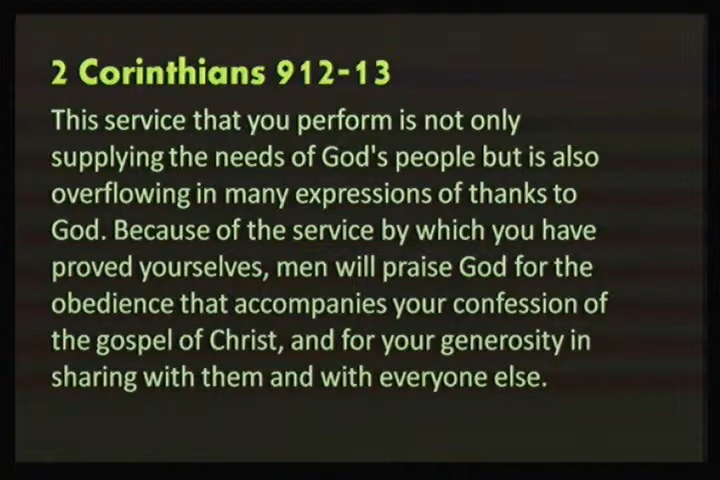 2 Corinthians 912-13
This service that you perform is not only
supplying the needs of God's people but is also
overflowing in many expressions of thanks to
God. Because of the service by which you have
proved yourselves, men will praise God for the
obedience that accompanies your confession of
the gospel of Christ, and for your generosity in
sharing with them and with everyone else.